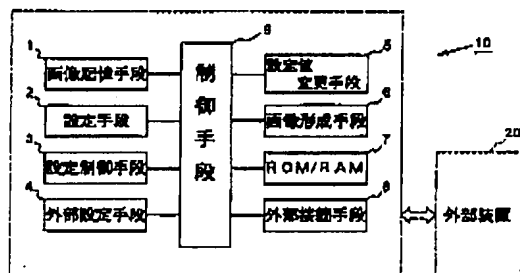 1 画像記憶手段
2 設定手段
3 設定制御手段
4 外部設定手段
9
制御手段
5 設定値
変更手段
6 画像形成手段
7 ROM/RAM
8 外部接続手段
10
20
外部装置